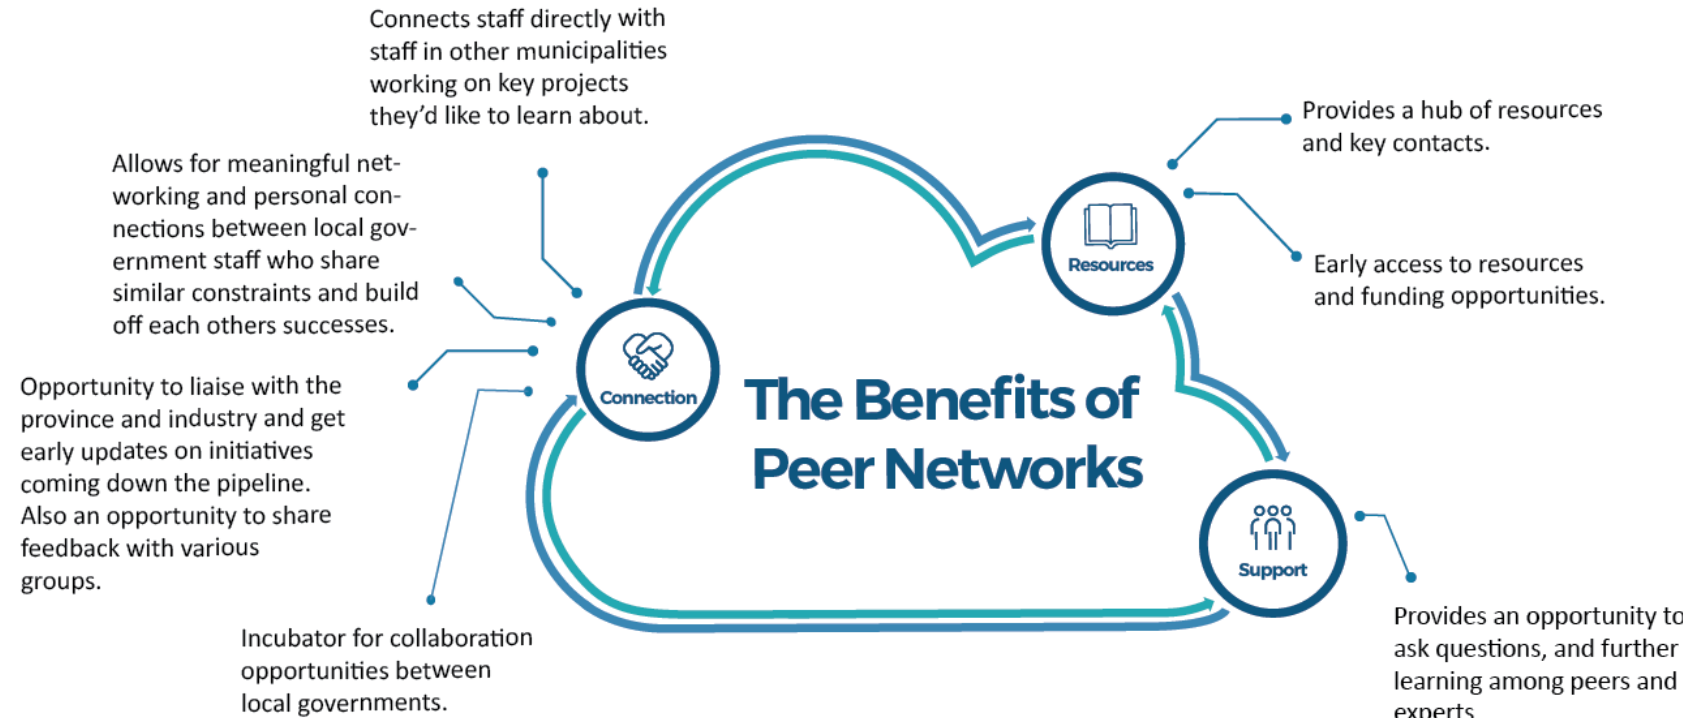 Connects staff directly with
staff in other municipalities
working on key projects
they'd like to learn about.
Allows for meaningful net-
working and personal con-
nections between local gov-
ernment staff who share
similar constraints and build
off each others successes.
Opportunity to liaise with the
province and industry and get
early updates on initiatives
coming down the pipeline.
Also an opportunity to share
feedback with various
groups.
Incubator for collaboration
opportunities between
local governments.
Connection
The Benefits of
Peer Networks
Resources
Provides a hub of resources
and key contacts.
Early access to resources
and funding opportunities.
Support
Provides an opportunity to
ask questions, and further
learning among peers and
experts